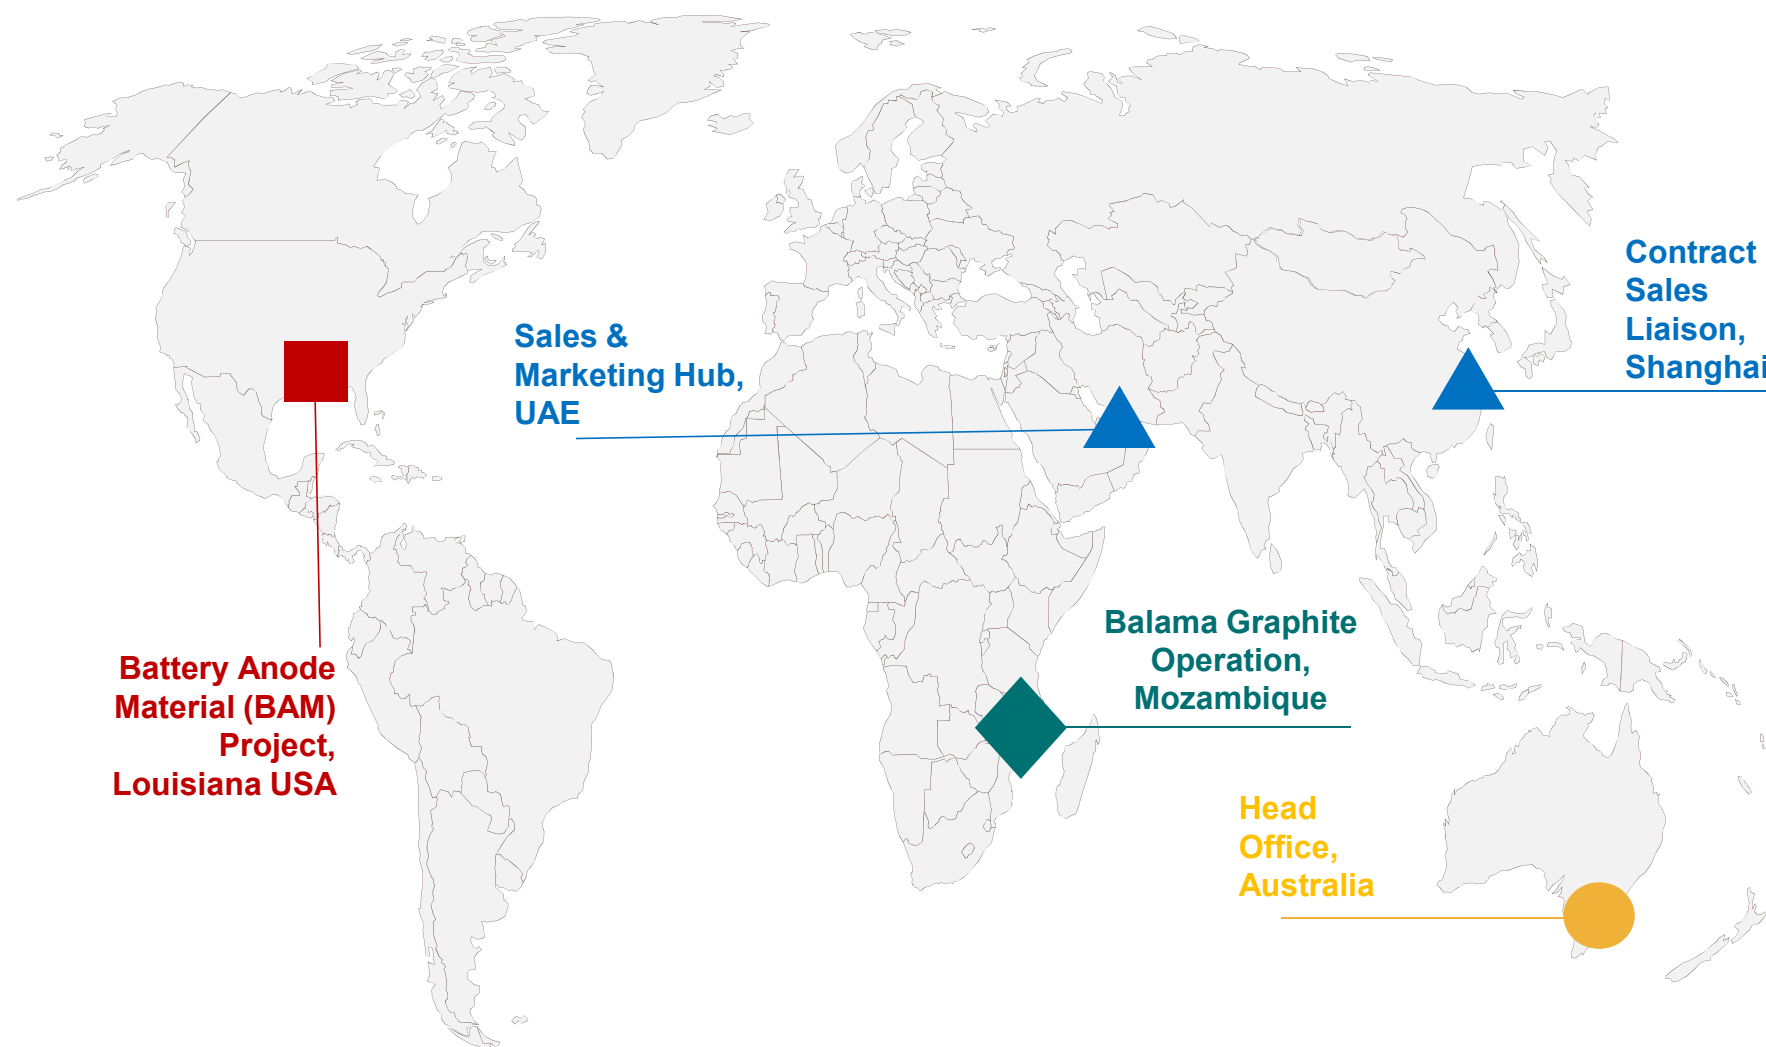 Contract
Sales
Liaison,
Shanghai
Sales &
Marketing Hub,
UAE
Balama Graphite
Operation,
Mozambique
Battery Anode
Material (BAM)
Project,
Louisiana USA
Head
Office,
Australia